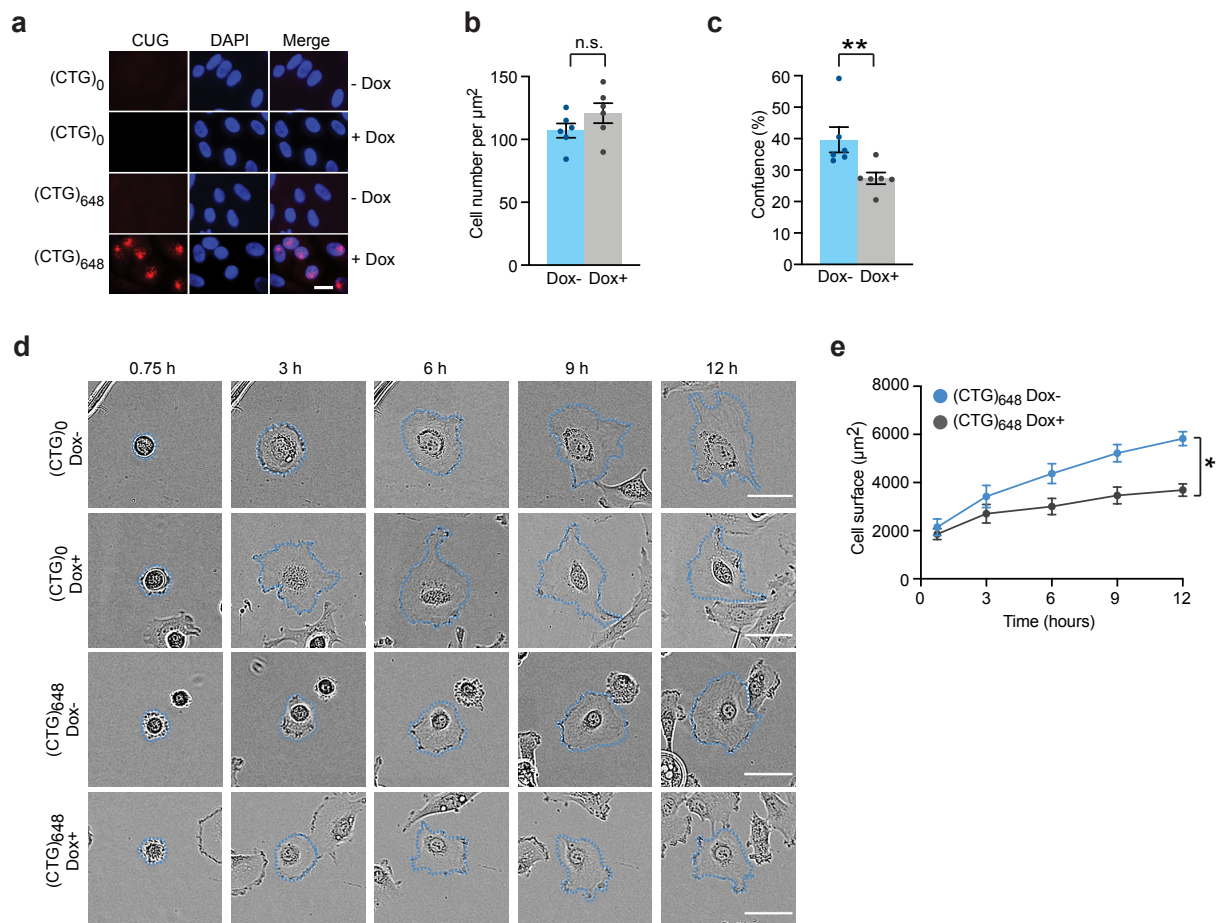 a
CUG DAPI Merge
(CTG)0 - Dox
(CTG)0 + Dox
(CTG)648 - Dox
(CTG)648 + Dox
b
n.s.
Cell number per µm2
150
100
50
0
Dox- Dox+
c
**
Confuence (%)
60
50
40
30
20
10
0
Dox- Dox+
d
0.75 h 3 h 6 h 9 h 12 h
(CTG)0
Dox-
(CTG)0
Dox+
(CTG)648
Dox-
(CTG)648
Dox+
e
(CTG)648 Dox-
(CTG)648 Dox+
Cell surface (µm2)
8000
6000
4000
2000
0
*
0 3 6 9 12
Time (hours)